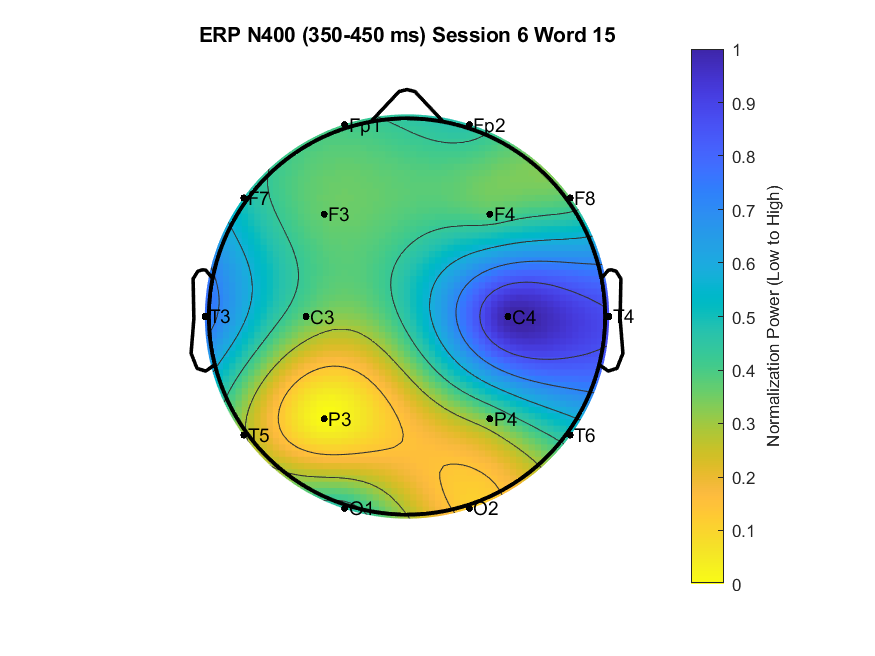 ERP N400 (350-450 ms) Session 6 Word 15
Fp1
Fp2
F7
F3
F4
F8
T3
C3
C4
T4
T5
P3
P4
T6
O1
O2
1
0.9
0.8
0.7
0.6
0.5
0.4
0.3
0.2
0.1
0
Normalization Power (Low to High)